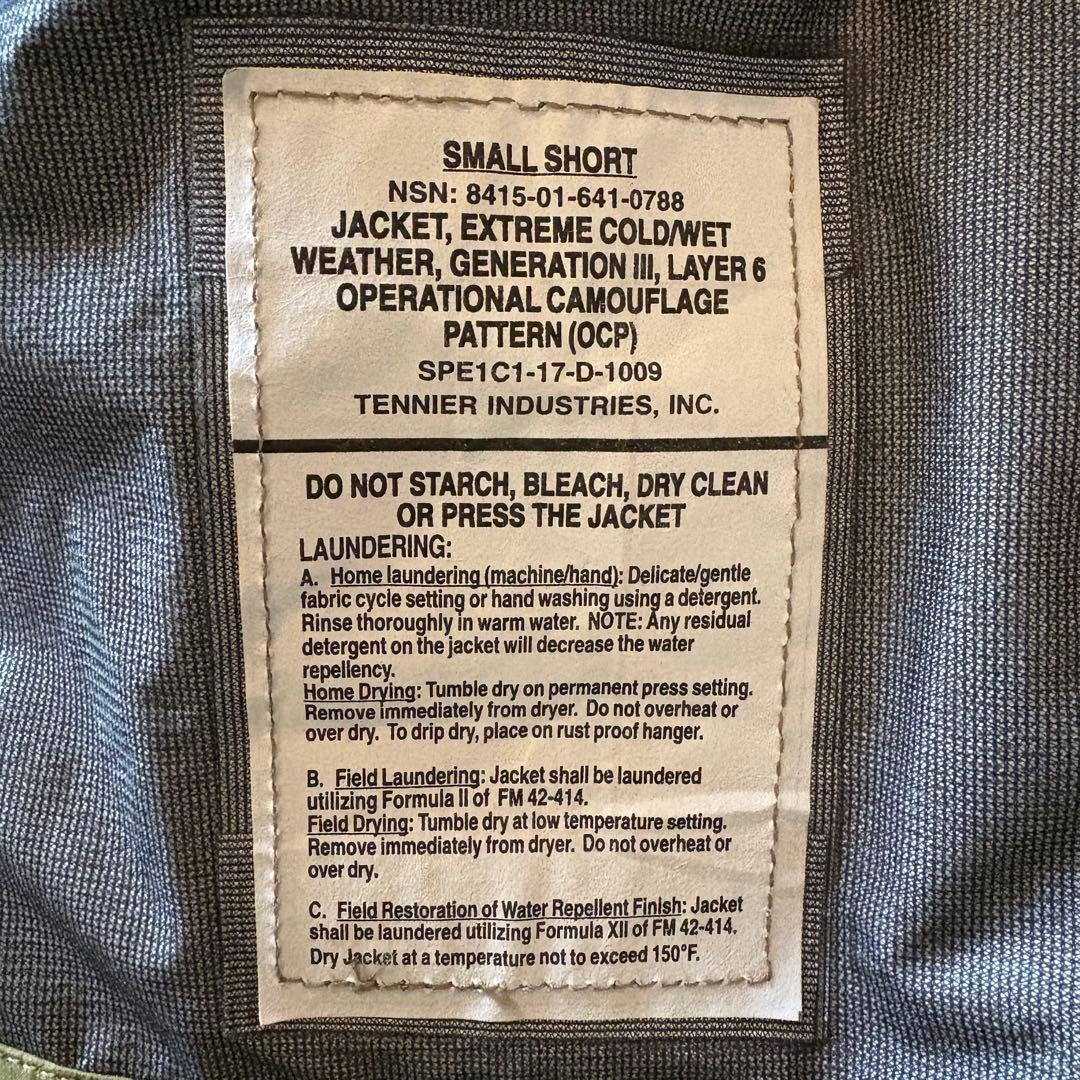 SMALL SHORT
NSN: 8415-01-641-0788
JACKET, EXTREME COLD/WET
WEATHER, GENERATION III, LAYER 6
OPERATIONAL CAMOUFLAGE
PATTERN (OCP)
SPE1C1-17-D-1009
TENNIER INDUSTRIES, INC.
DO NOT STARCH, BLEACH, DRY CLEAN
OR PRESS THE JACKET
LAUNDERING:
A. Home laundering (machine/hand): Delicate/gentle
fabric cycle setting or hand washing using a detergent.
Rinse thoroughly in warm water. NOTE: Any residual
detergent on the jacket will decrease the water
repellency.
Home Drying: Tumble dry on permanent press setting.
Remove immediately from dryer. Do not overheat or
over dry. To drip dry, place on rust proof hanger.
B. Field Laundering: Jacket shall be laundered
utilizing Formula II of FM 42-414.
Field Drying: Tumble dry at low temperature setting.
Remove immediately from dryer. Do not overheat or
over dry.
C. Field Restoration of Water Repellent Finish: Jacket
shall be laundered utilizing Formula XII of FM 42-414.
Dry Jacket at a temperature not to exceed 150°F.